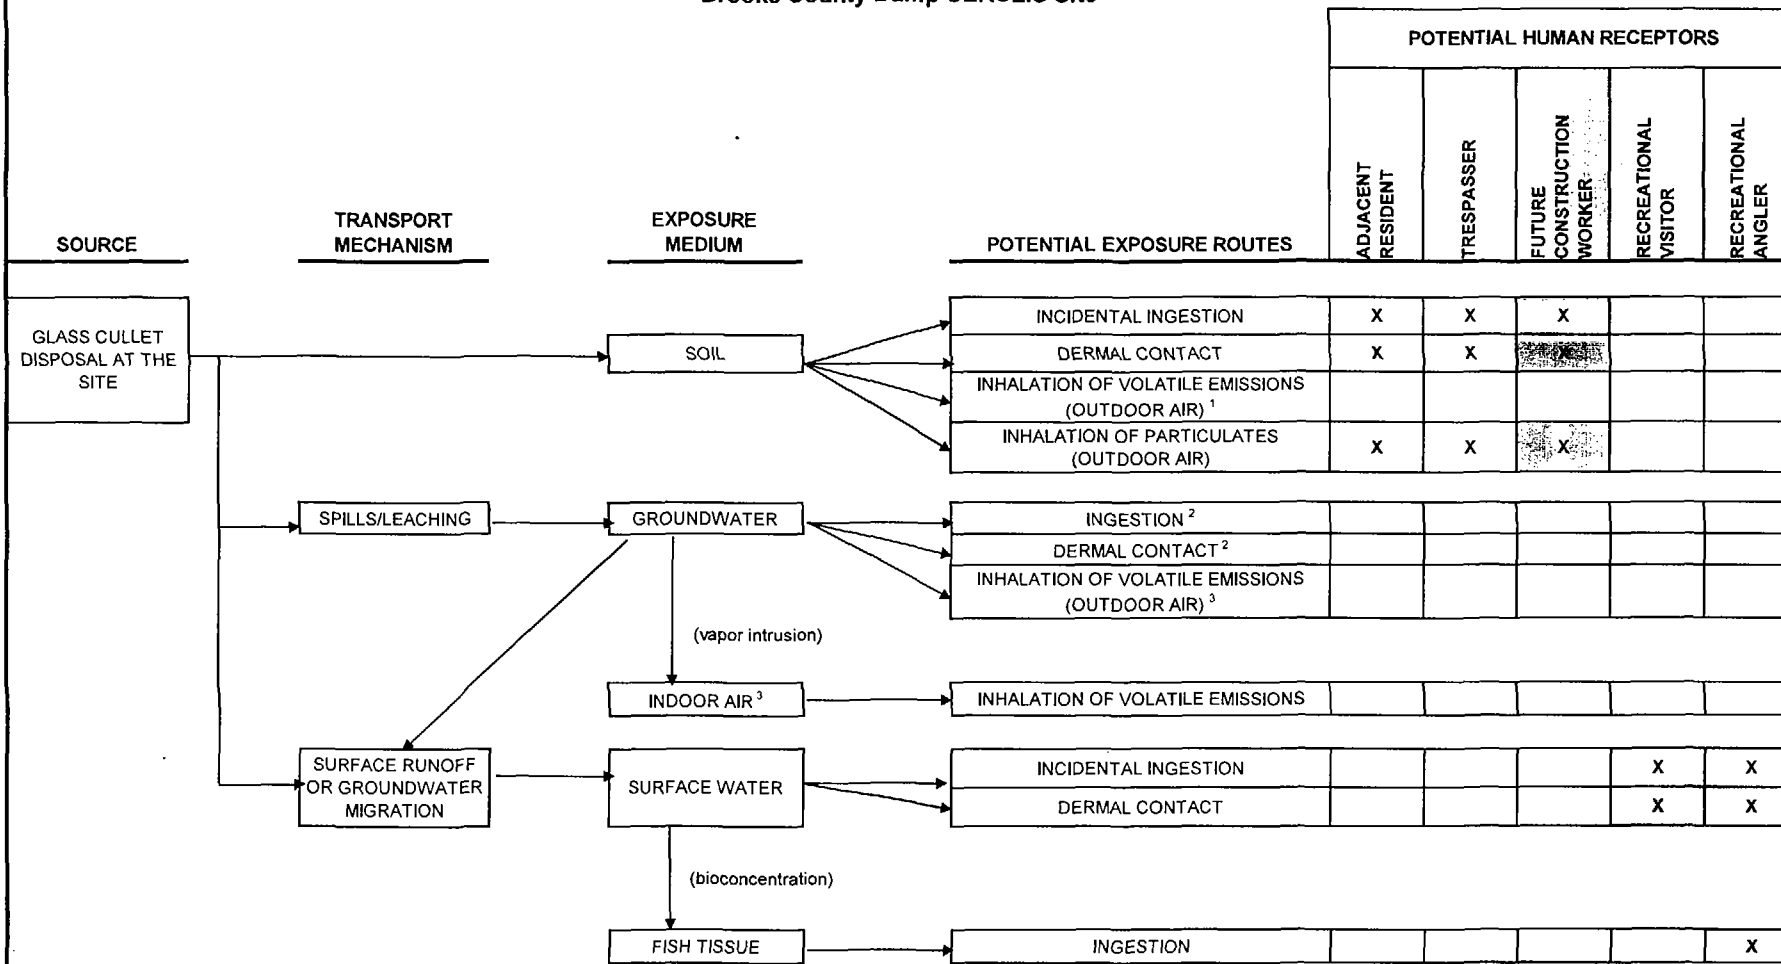 POTENTIAL HUMAN RECEPTORS
ADJACENT
RESIDENT
TRESPASSER
FUTURE
CONSTRUCTION
WORKER
RECREATIONAL
VISITOR
RECREATIONAL
ANGLER
SOURCE
TRANSPORT
MECHANISM
EXPOSURE
MEDIUM
POTENTIAL EXPOSURE ROUTES
GLASS CULLET
DISPOSAL AT THE
SITE
SOIL
INCIDENTAL INGESTION X X X
DERMAL CONTACT X X X
INHALATION OF VOLATILE EMISSIONS
(OUTDOOR AIR) 1
INHALATION OF PARTICULATES
(OUTDOOR AIR) X X X
SPILLS/LEACHING
GROUNDWATER
INGESTION 2
DERMAL CONTACT 2
INHALATION OF VOLATILE EMISSIONS
(OUTDOOR AIR) 3
(vapor intrusion)
INDOOR AIR 3
INHALATION OF VOLATILE EMISSIONS
SURFACE RUNOFF
OR GROUNDWATER
MIGRATION
SURFACE WATER
INCIDENTAL INGESTION X X
DERMAL CONTACT X X
(bioconcentration)
FISH TISSUE
INGESTION X